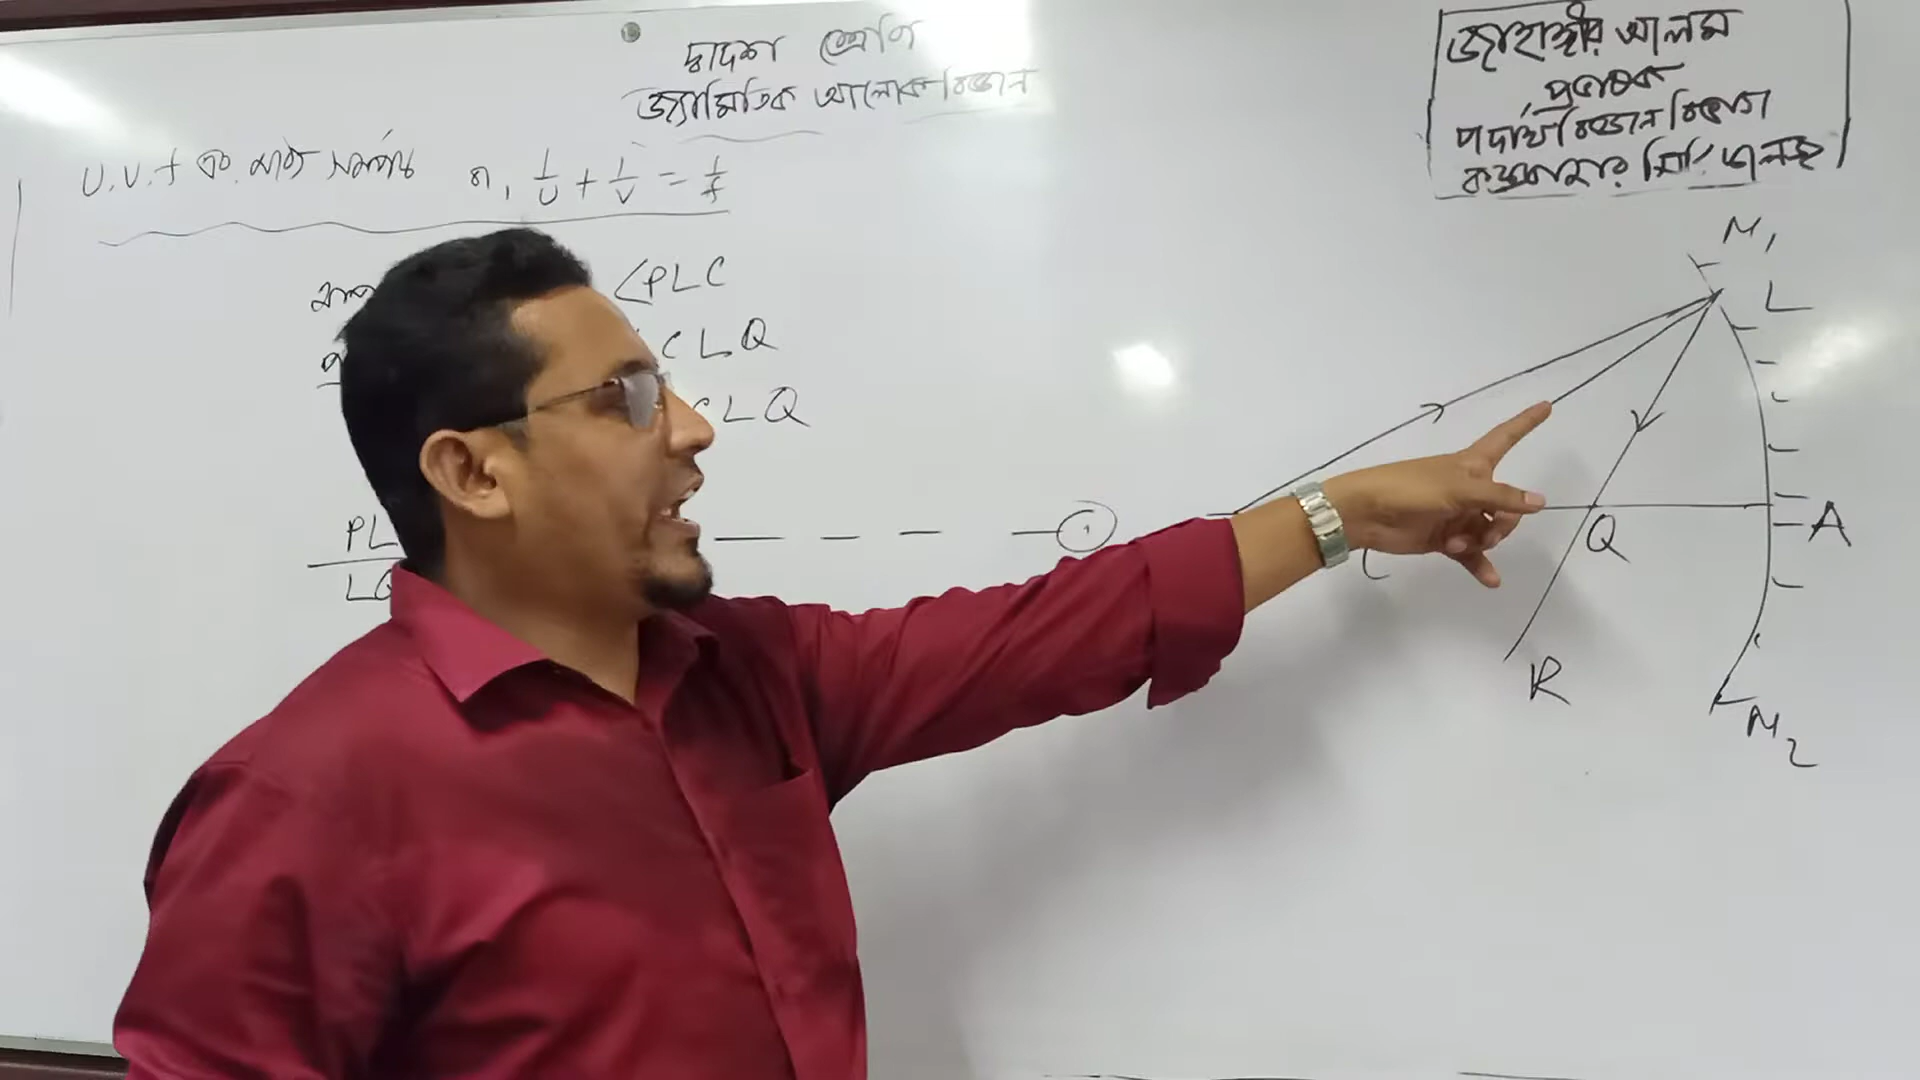 দ্বাদশ শ্রেণি
জ্যামিতিক আলোকবিজ্ঞান
জাহাঙ্গীর আলম
প্রভাষক
পদার্থবিজ্ঞান বিভাগ
U.V.f এর মধ্যে সম্পর্ক বা, 1/U + 1/V = 1/f
<PLC
CLQ
CLQ
PL
LQ
— — — — 1
M₁
L
Q
A
C
R
M₂